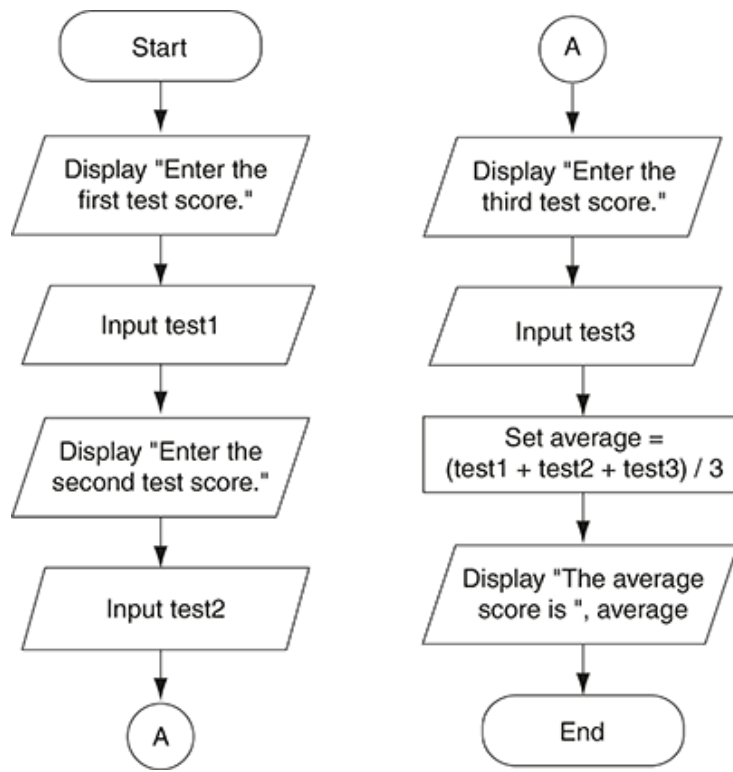 Start
Display "Enter the
first test score."
Input test1
Display "Enter the
second test score."
Input test2
A
A
Display "Enter the
third test score."
Input test3
Set average =
(test1 + test2 + test3) / 3
Display "The average
score is ", average
End